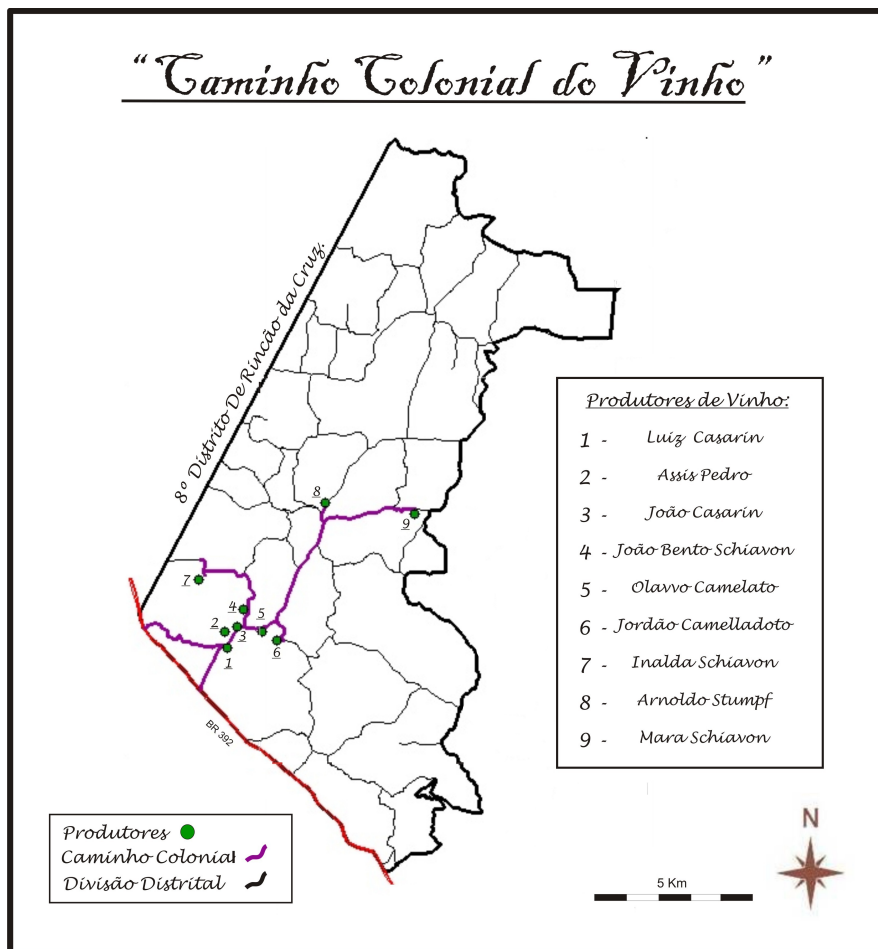 “Caminho Colonial do Vinho”
8º Distrito De Rincão da Cruz.
Produtores de Vinho:
1 - Luiz Casarin
2 - Assis Pedro
3 - João Casarin
4 - João Bento Schiavon
5 - Olavvo Camelato
6 - Jordão Camelladoto
7 - Inalda Schiavon
8 - Arnoldo Stumpf
9 - Mara Schiavon
8
9
7
4
5
2
3
6
1
BR 392
Produtores
Caminho Colonial
Divisão Distrital
N
5 Km